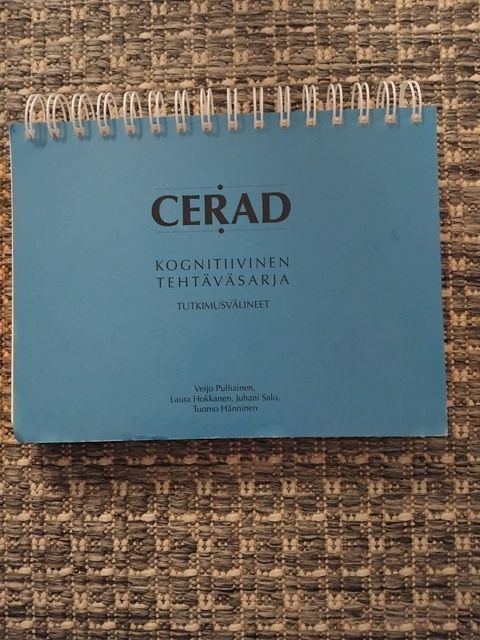 CERAD
KOGNITIIVINEN
TEHTÄVÄSARJA
TUTKIMUSVÄLINEET
Veijo Pulliainen,
Laura Hokkanen, Juhani Salo,
Tuomo Hänninen